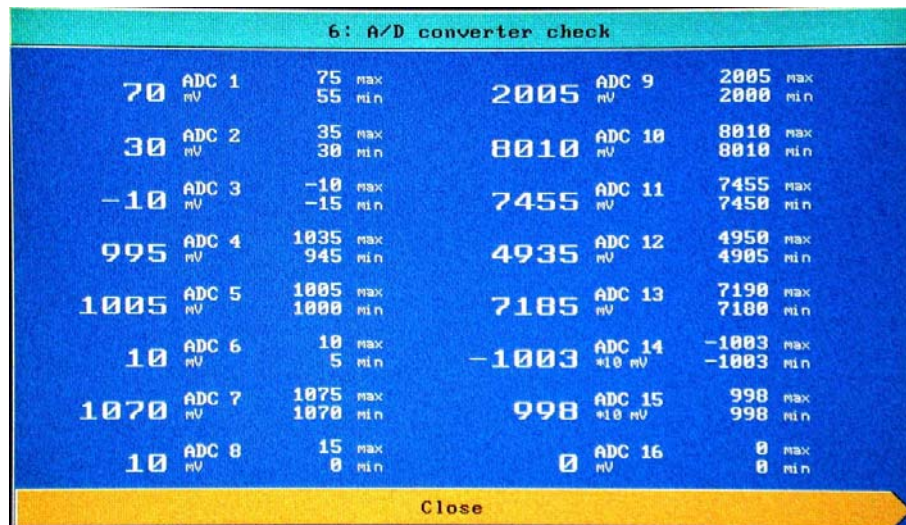 6: A/D converter check
70 ADC 1 mV 75 max 55 min
30 ADC 2 mV 35 max 30 min
-10 ADC 3 mV -10 max -15 min
995 ADC 4 mV 1035 max 945 min
1005 ADC 5 mV 1005 max 1000 min
10 ADC 6 mV 10 max 5 min
1070 ADC 7 mV 1075 max 1070 min
10 ADC 8 mV 15 max 0 min
2005 ADC 9 mV 2005 max 2000 min
8010 ADC 10 mV 8010 max 8010 min
7455 ADC 11 mV 7455 max 7450 min
4935 ADC 12 mV 4950 max 4905 min
7185 ADC 13 mV 7190 max 7180 min
-1003 ADC 14 *10 mV -1003 max -1003 min
998 ADC 15 *10 mV 998 max 998 min
0 ADC 16 mV 0 max 0 min
Close